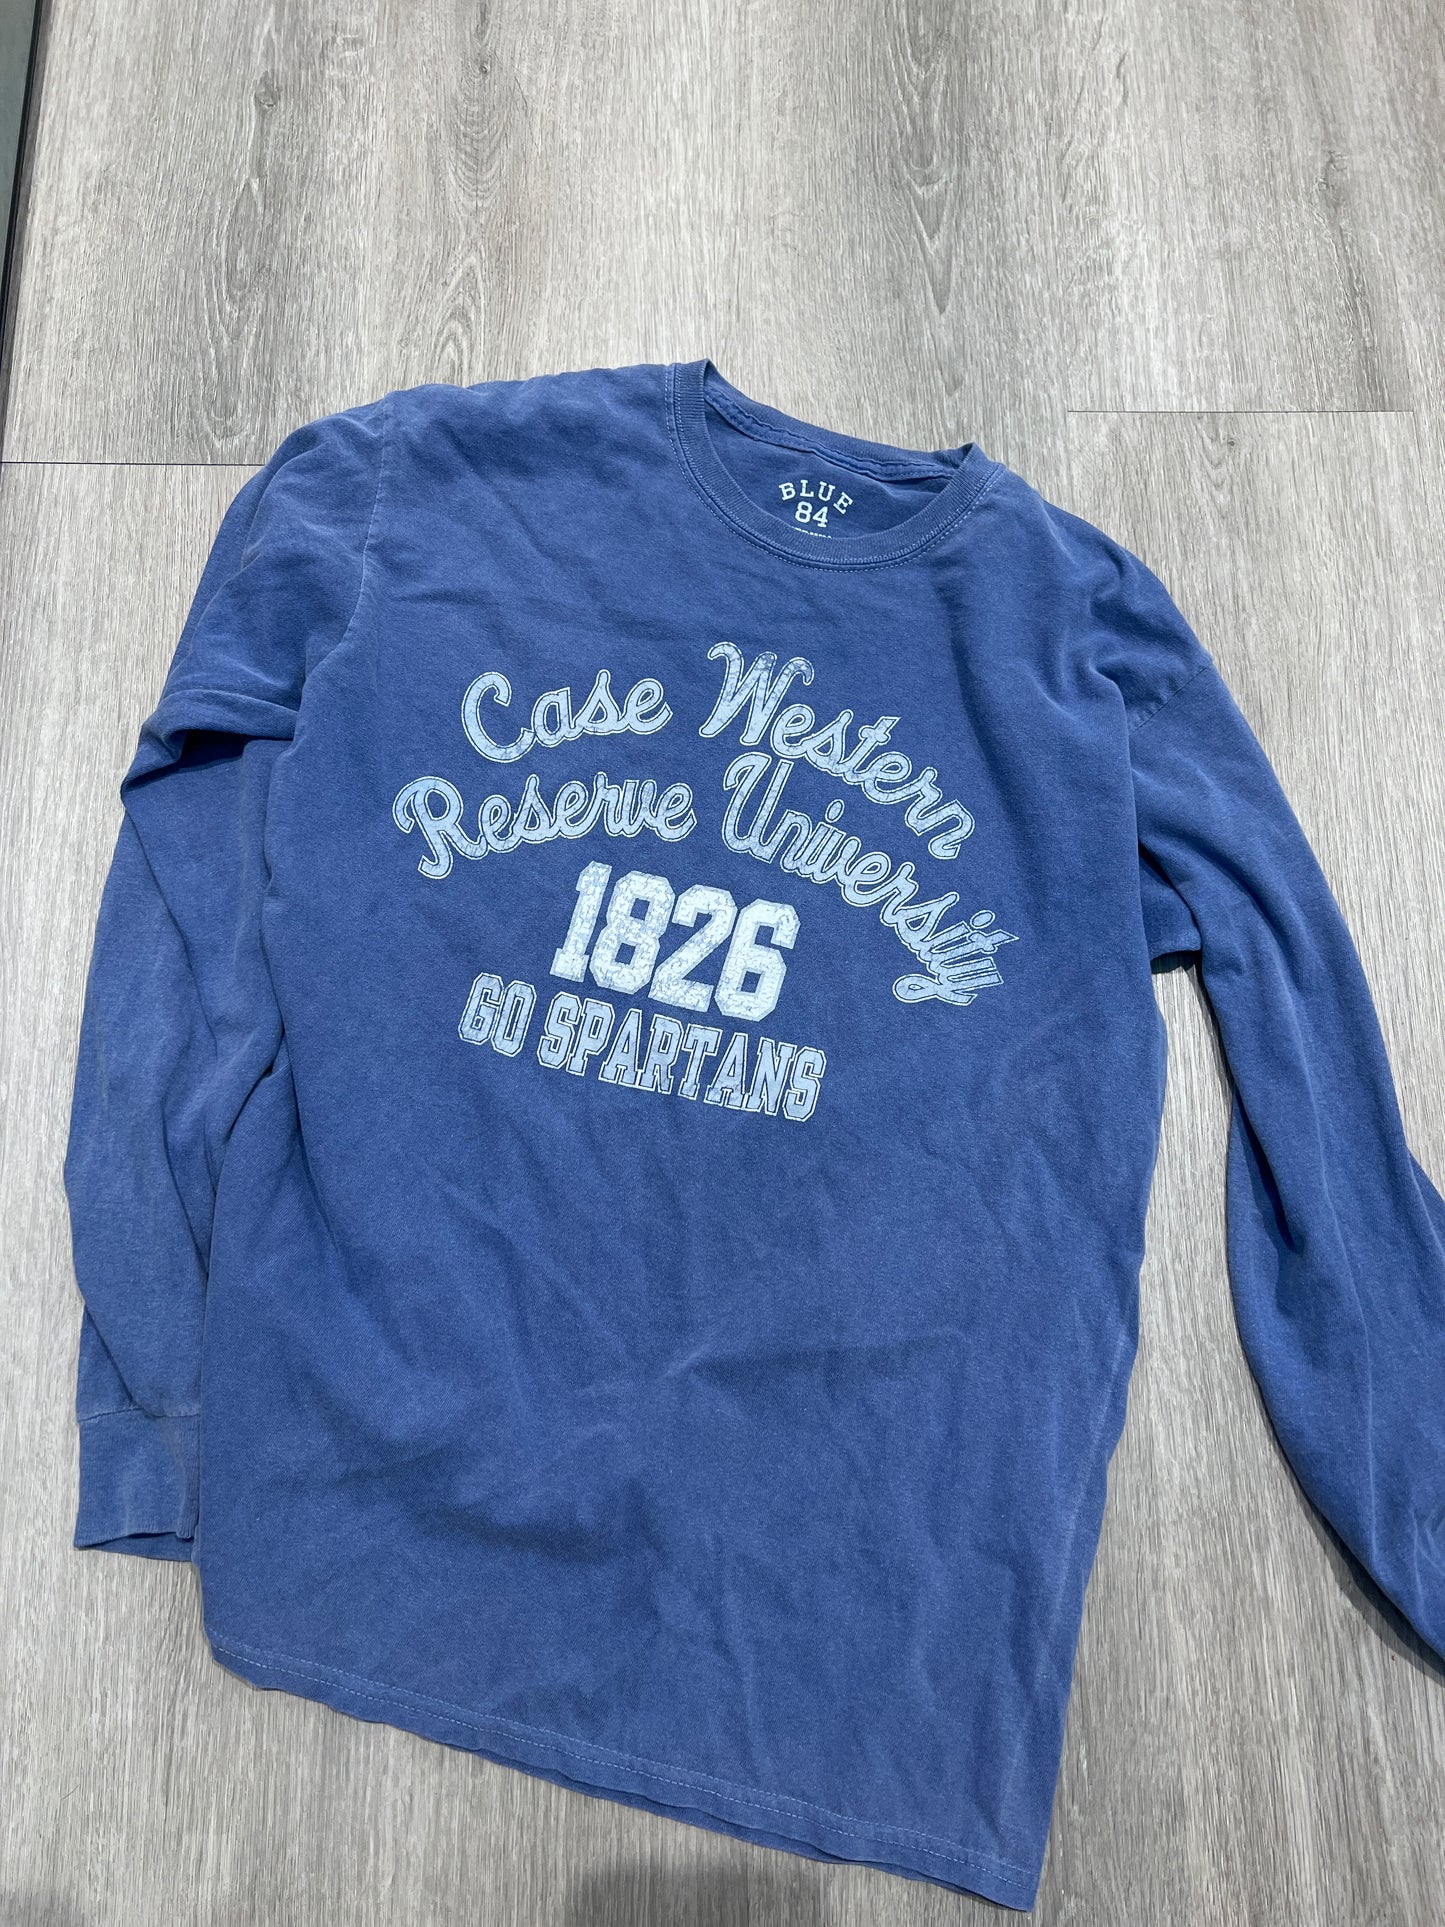 BLUE
84
Case Western
Reserve University
1826
GO SPARTANS